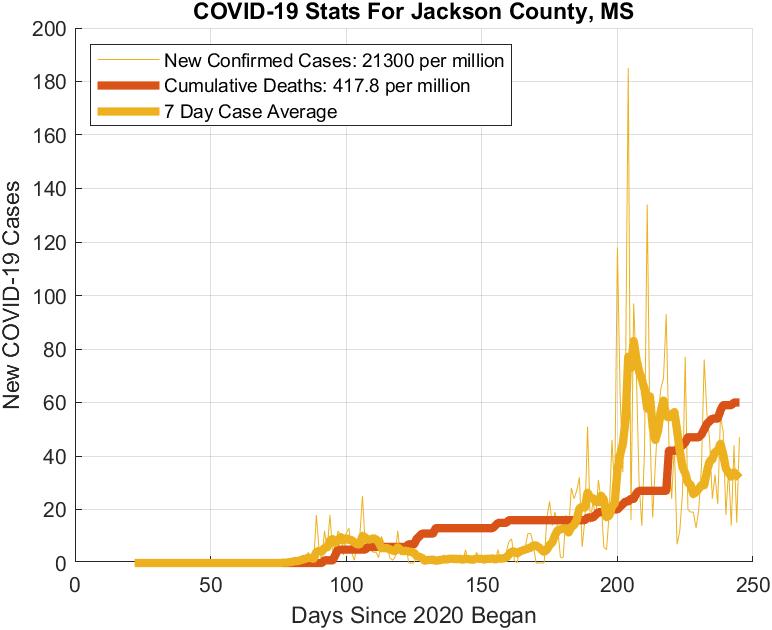 COVID-19 Stats For Jackson County, MS
New Confirmed Cases: 21300 per million
Cumulative Deaths: 417.8 per million
7 Day Case Average
New COVID-19 Cases
200
180
160
140
120
100
80
60
40
20
0
0 50 100 150 200 250
Days Since 2020 Began